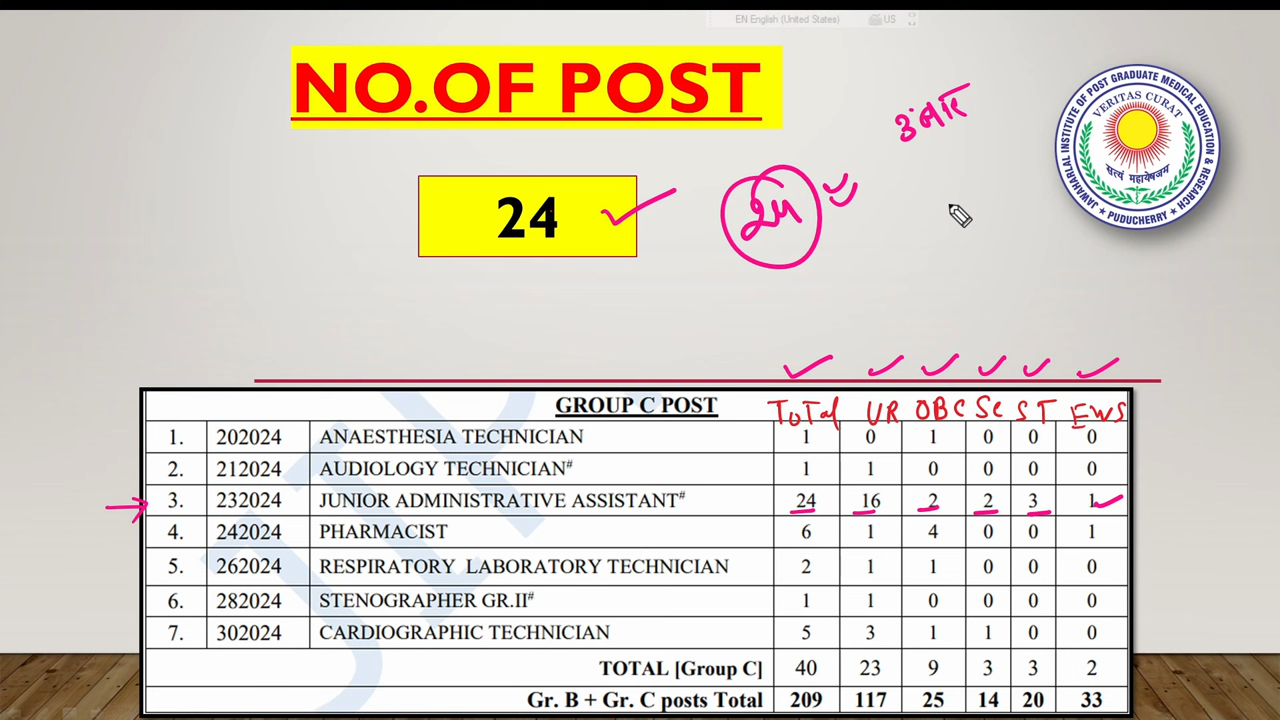 EN English (United States) US
NO.OF POST
JAWAHARLAL INSTITUTE OF POST GRADUATE MEDICAL EDUCATION & RESEARCH
VERITAS CURAT
सत्यं महायेषजम
★ PUDUCHERRY ★
24
GROUP C POST Total UR OBC SC ST EWS
1. 202024 ANAESTHESIA TECHNICIAN 1 0 1 0 0 0
2. 212024 AUDIOLOGY TECHNICIAN# 1 1 0 0 0 0
3. 232024 JUNIOR ADMINISTRATIVE ASSISTANT# 24 16 2 2 3 1
4. 242024 PHARMACIST 6 1 4 0 0 1
5. 262024 RESPIRATORY LABORATORY TECHNICIAN 2 1 1 0 0 0
6. 282024 STENOGRAPHER GR.II# 1 1 0 0 0 0
7. 302024 CARDIOGRAPHIC TECHNICIAN 5 3 1 1 0 0
TOTAL [Group C] 40 23 9 3 3 2
Gr. B + Gr. C posts Total 209 117 25 14 20 33